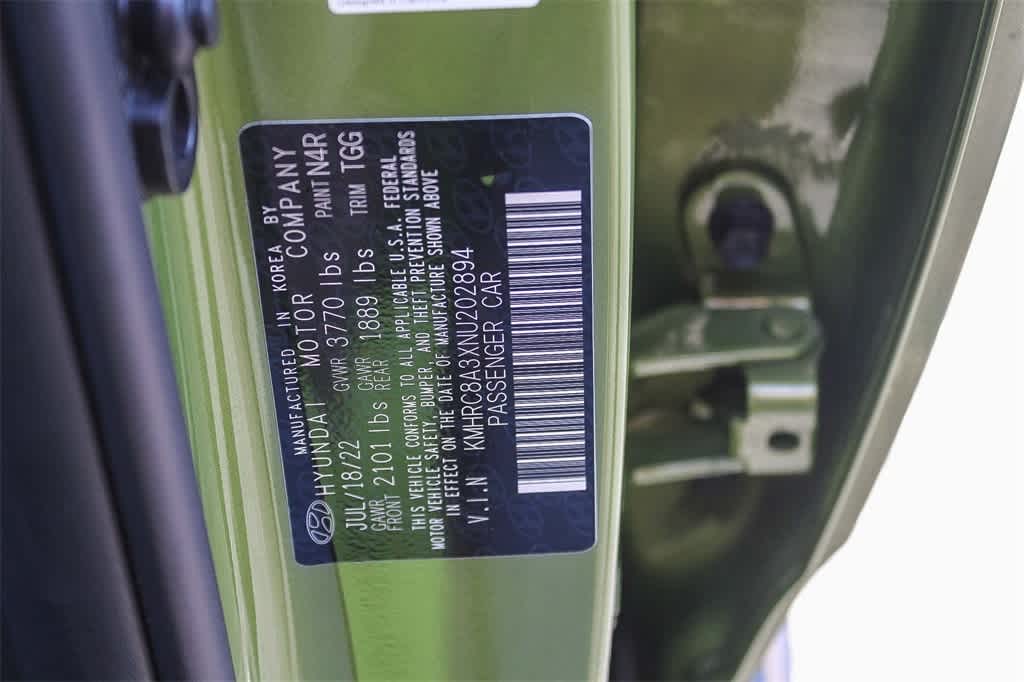 MANUFACTURED IN KOREA BY
HYUNDAI MOTOR COMPANY
JUL/18/22 GVWR 3770 lbs PAINT N4R
GAWR FRONT 2101 lbs GAWR REAR 1889 lbs TRIM TGG
THIS VEHICLE CONFORMS TO ALL APPLICABLE U.S.A. FEDERAL
MOTOR VEHICLE SAFETY, BUMPER, AND THEFT PREVENTION STANDARDS
IN EFFECT ON THE DATE OF MANUFACTURE SHOWN ABOVE
V.I.N KMHRC8A3XNU202894
PASSENGER CAR